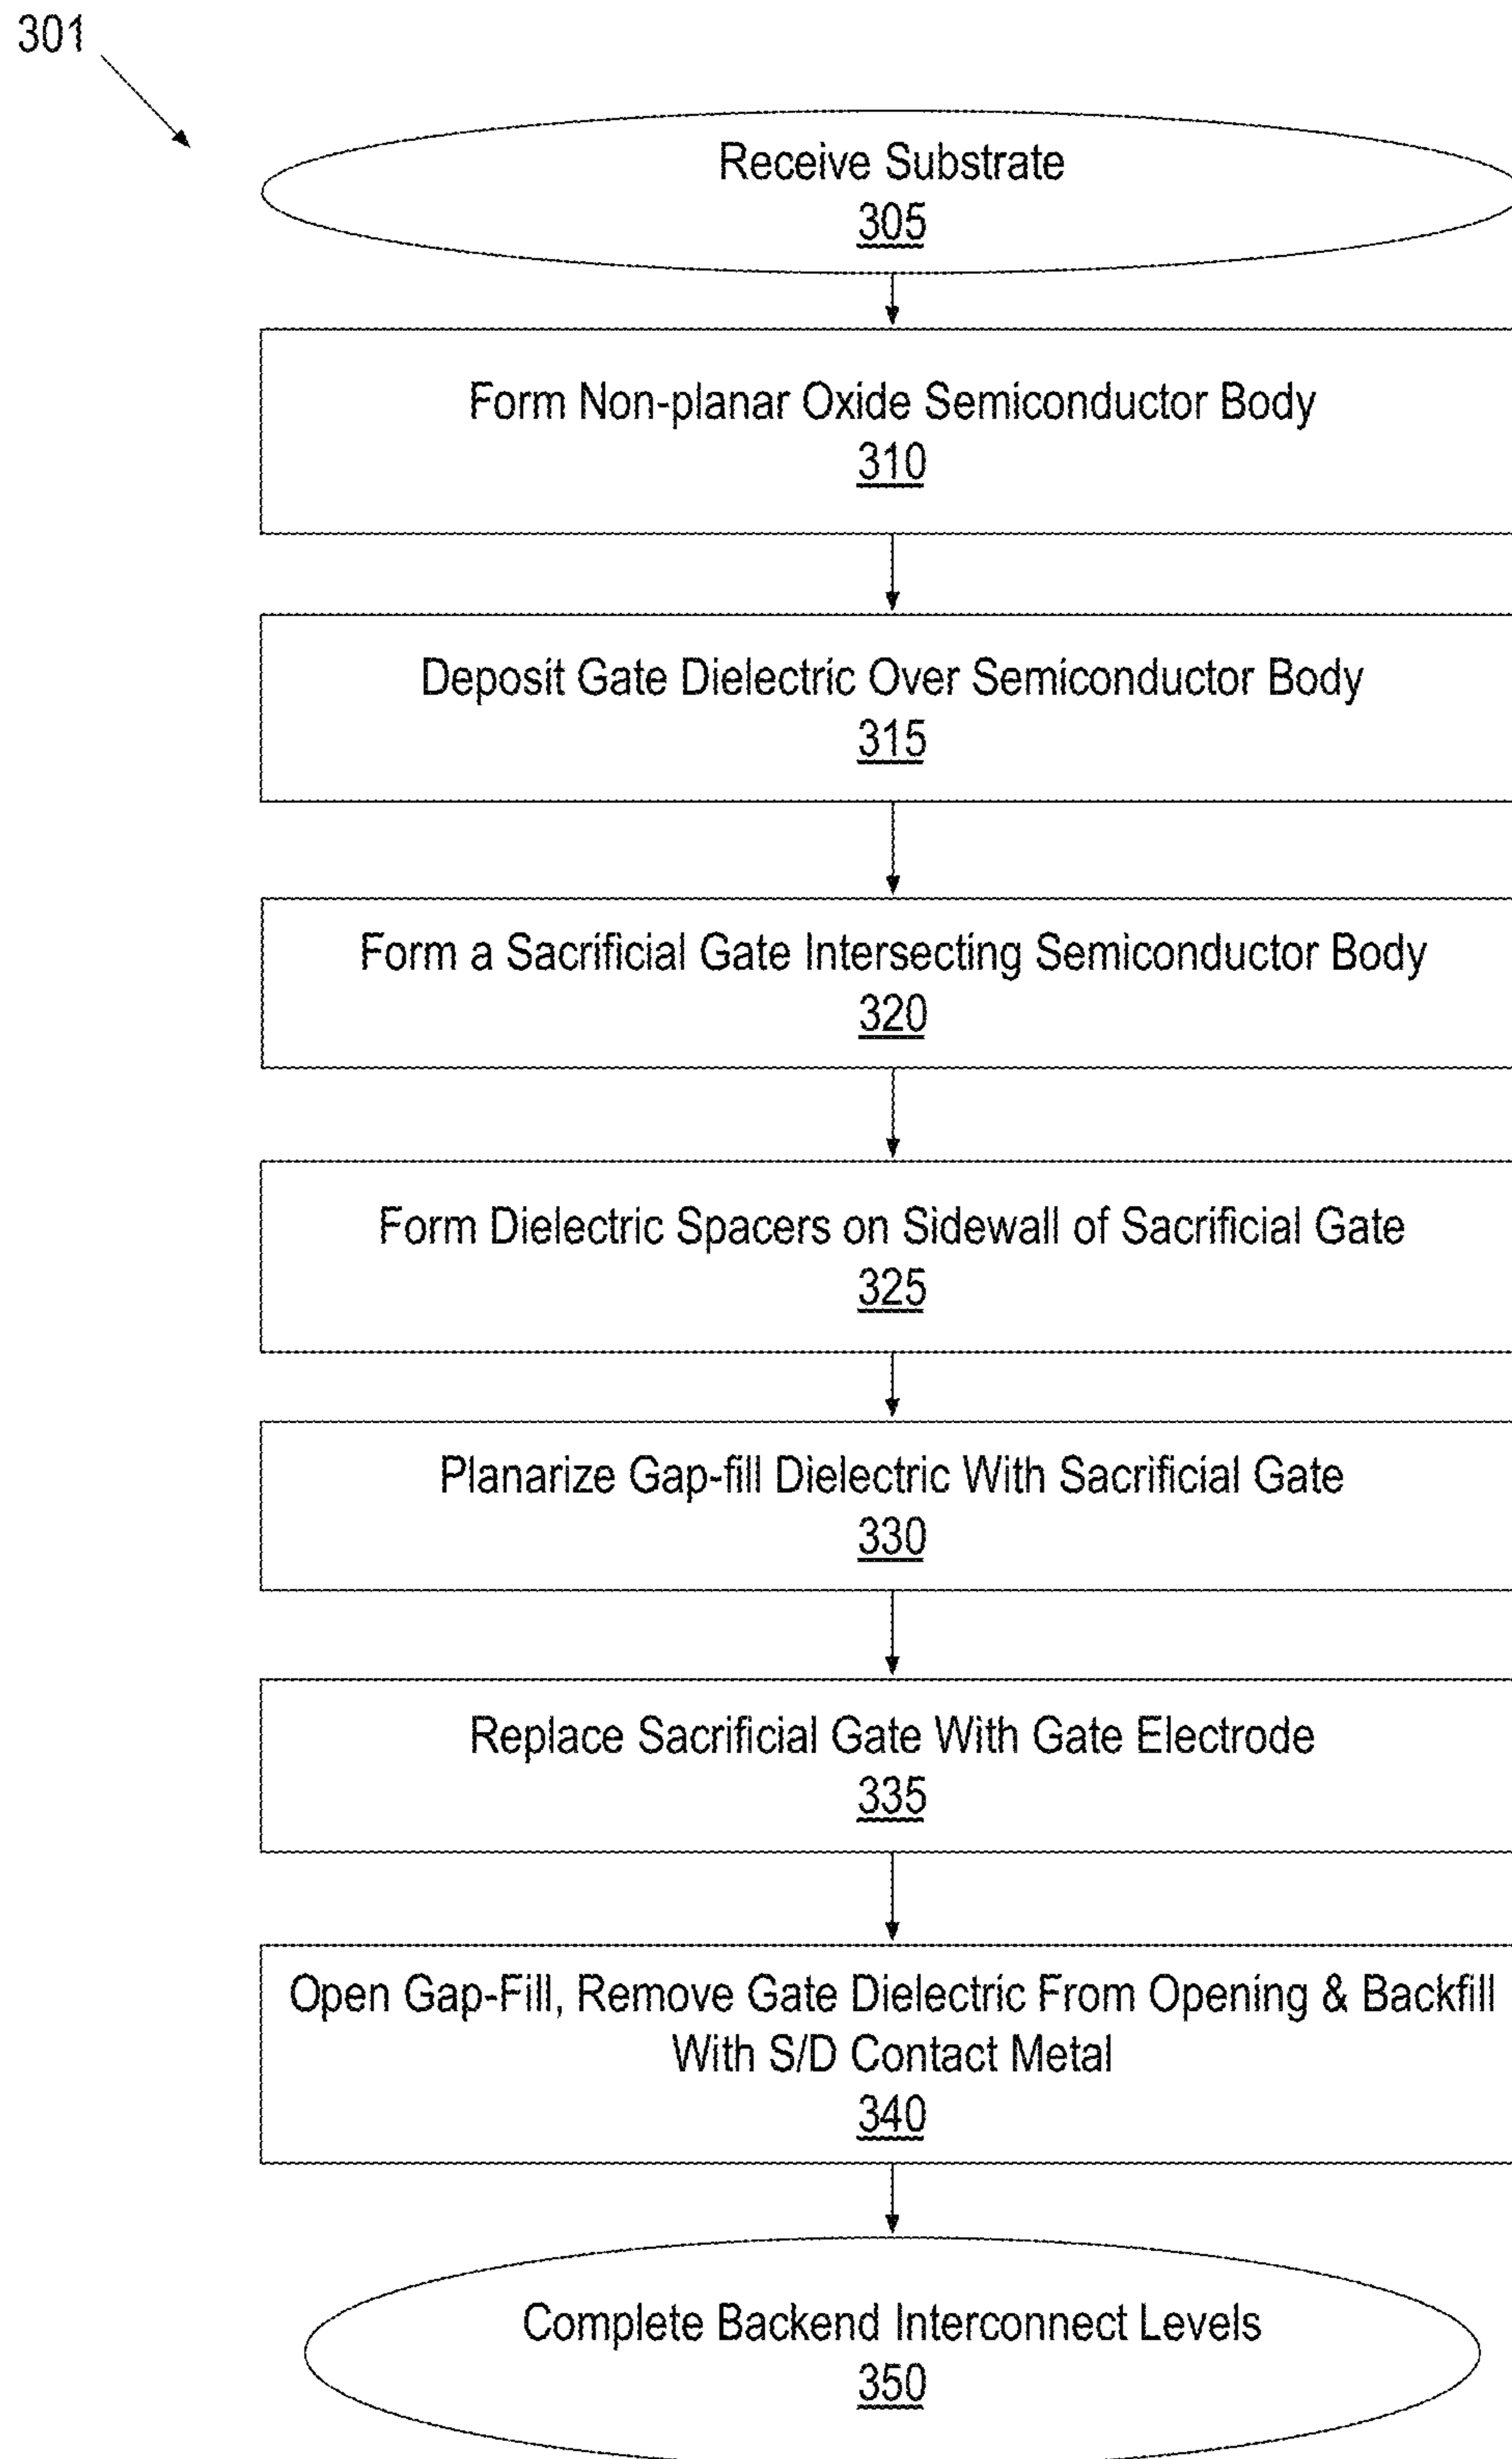 301
Receive Substrate
305
Form Non-planar Oxide Semiconductor Body
310
Deposit Gate Dielectric Over Semiconductor Body
315
Form a Sacrificial Gate Intersecting Semiconductor Body
320
Form Dielectric Spacers on Sidewall of Sacrificial Gate
325
Planarize Gap-fill Dielectric With Sacrificial Gate
330
Replace Sacrificial Gate With Gate Electrode
335
Open Gap-Fill, Remove Gate Dielectric From Opening & Backfill
With S/D Contact Metal
340
Complete Backend Interconnect Levels
350